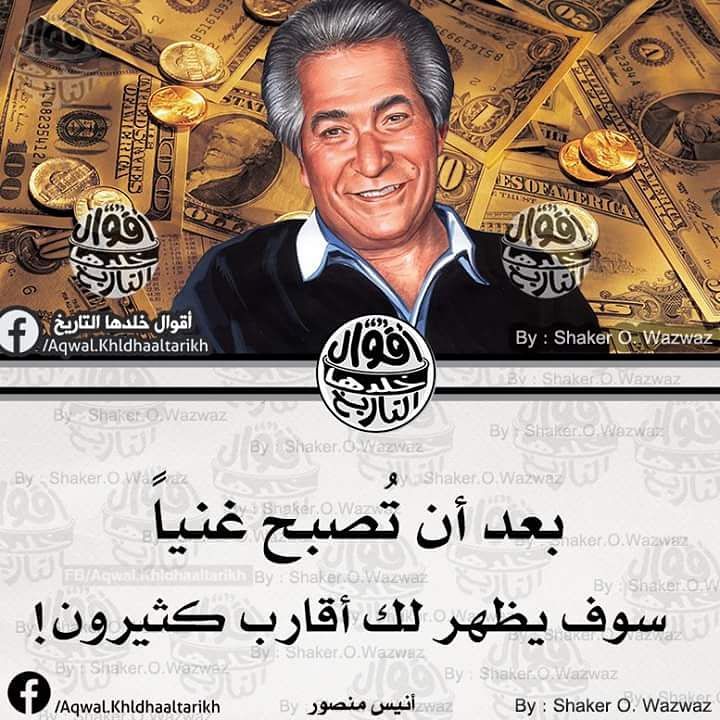 أقوال خلدها التاريخ
/Aqwal.Khldhaaltarikh
By : Shaker O. Wazwaz
أقوال
خلدها
التاريخ
بعد أن تُصبح غنياً
سوف يظهر لك أقارب كثيرون!
/Aqwal.Khldhaaltarikh
أنيس منصور
By : Shaker O. Wazwaz